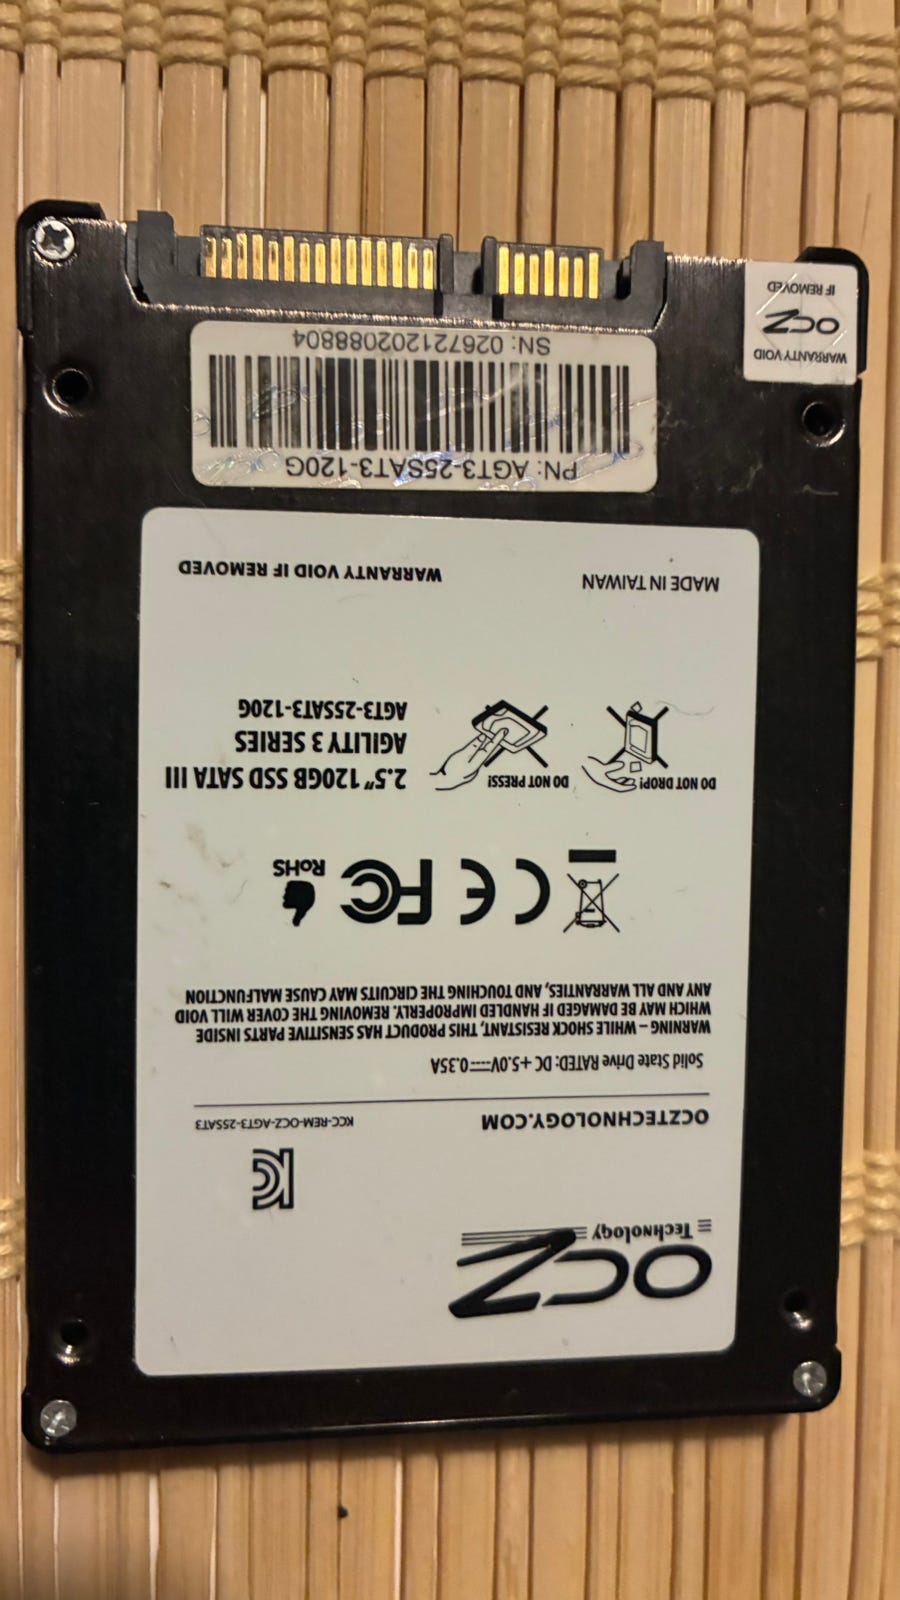 OCZ
Technology
OCZTECHNOLOGY.COM
KCC-REM-OCZ-AGT3-25SAT3
Solid State Drive RATED: DC +5.0V⎓0.35A
WARNING – WHILE SHOCK RESISTANT, THIS PRODUCT HAS SENSITIVE PARTS INSIDE
WHICH MAY BE DAMAGED IF HANDLED IMPROPERLY. REMOVING THE COVER WILL VOID
ANY AND ALL WARRANTIES, AND TOUCHING THE CIRCUITS MAY CAUSE MALFUNCTION
CE FC RoHS
DO NOT DROP!
DO NOT PRESS!
2.5" 120GB SSD SATA III
AGILITY 3 SERIES
AGT3-25SAT3-120G
MADE IN TAIWAN
WARRANTY VOID IF REMOVED
PN: AGT3-25SAT3-120G
SN: 026721202088804
WARRANTY VOID
OCZ
IF REMOVED